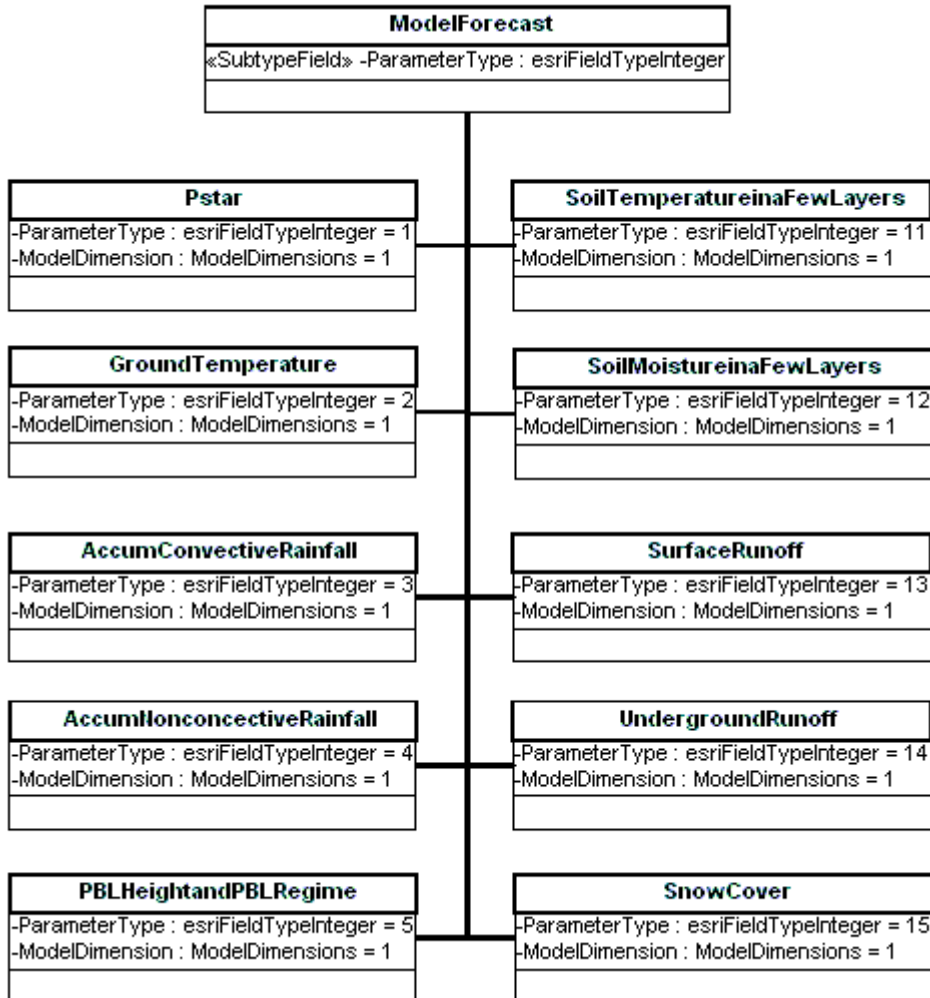 ModelForecast
«SubtypeField» -ParameterType : esriFieldTypeInteger
Pstar
-ParameterType : esriFieldTypeInteger = 1
-ModelDimension : ModelDimensions = 1
SoilTemperatureinaFewLayers
-ParameterType : esriFieldTypeInteger = 11
-ModelDimension : ModelDimensions = 1
GroundTemperature
-ParameterType : esriFieldTypeInteger = 2
-ModelDimension : ModelDimensions = 1
SoilMoistureinaFewLayers
-ParameterType : esriFieldTypeInteger = 12
-ModelDimension : ModelDimensions = 1
AccumConvectiveRainfall
-ParameterType : esriFieldTypeInteger = 3
-ModelDimension : ModelDimensions = 1
SurfaceRunoff
-ParameterType : esriFieldTypeInteger = 13
-ModelDimension : ModelDimensions = 1
AccumNonconcectiveRainfall
-ParameterType : esriFieldTypeInteger = 4
-ModelDimension : ModelDimensions = 1
UndergroundRunoff
-ParameterType : esriFieldTypeInteger = 14
-ModelDimension : ModelDimensions = 1
PBLHeightandPBLRegime
-ParameterType : esriFieldTypeInteger = 5
-ModelDimension : ModelDimensions = 1
SnowCover
-ParameterType : esriFieldTypeInteger = 15
-ModelDimension : ModelDimensions = 1